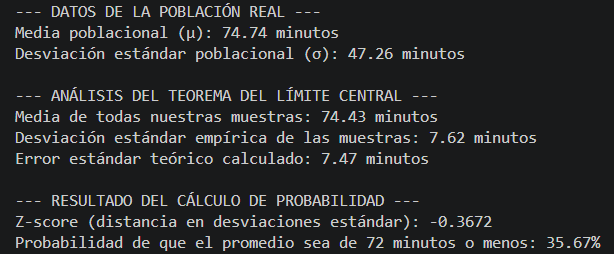 --- DATOS DE LA POBLACIÓN REAL ---
Media poblacional (μ): 74.74 minutos
Desviación estándar poblacional (σ): 47.26 minutos
--- ANÁLISIS DEL TEOREMA DEL LÍMITE CENTRAL ---
Media de todas nuestras muestras: 74.43 minutos
Desviación estándar empírica de las muestras: 7.62 minutos
Error estándar teórico calculado: 7.47 minutos
--- RESULTADO DEL CÁLCULO DE PROBABILIDAD ---
Z-score (distancia en desviaciones estándar): -0.3672
Probabilidad de que el promedio sea de 72 minutos o menos: 35.67%